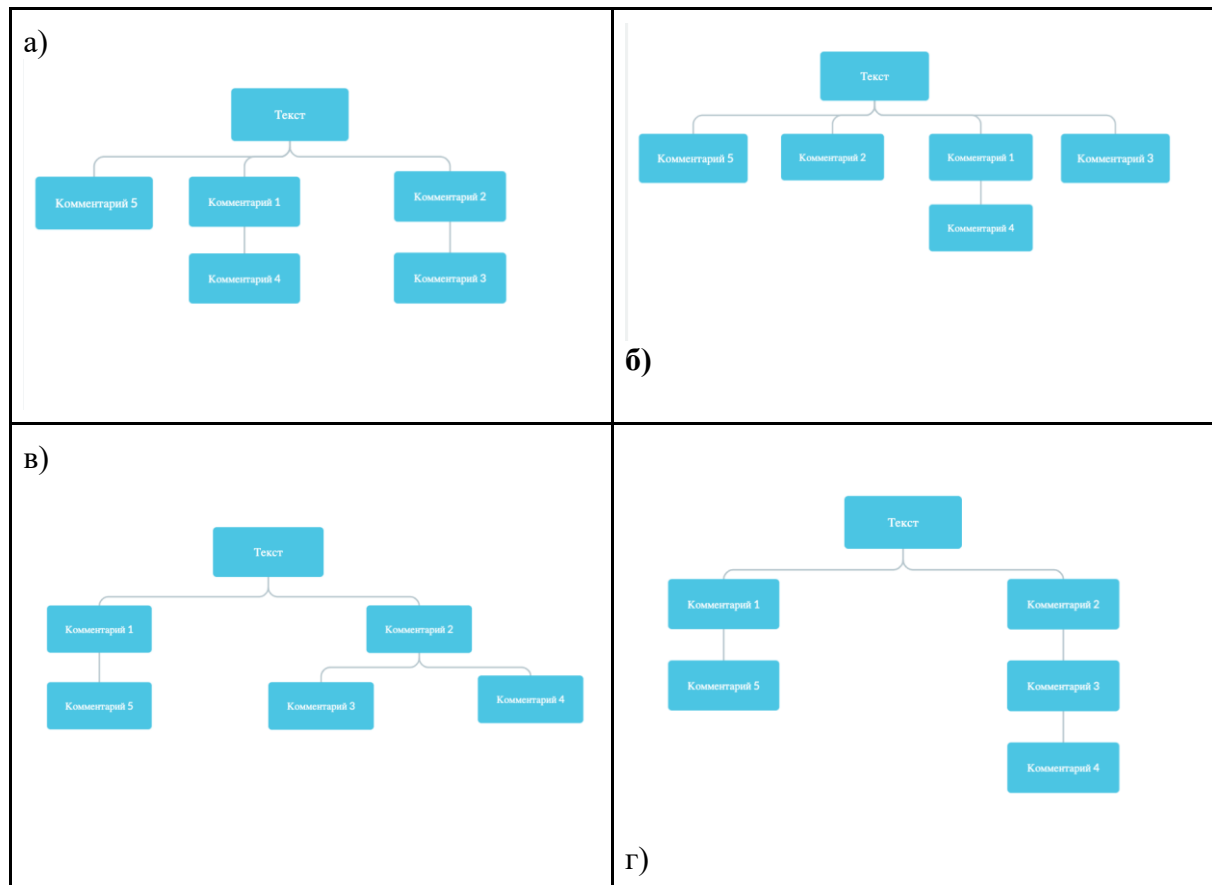 а)
Текст
Комментарий 5
Комментарий 1
Комментарий 2
Комментарий 4
Комментарий 3
Текст
Комментарий 5
Комментарий 2
Комментарий 1
Комментарий 3
Комментарий 4
б)
в)
Текст
Комментарий 1
Комментарий 2
Комментарий 5
Комментарий 3
Комментарий 4
Текст
Комментарий 1
Комментарий 2
Комментарий 5
Комментарий 3
Комментарий 4
г)